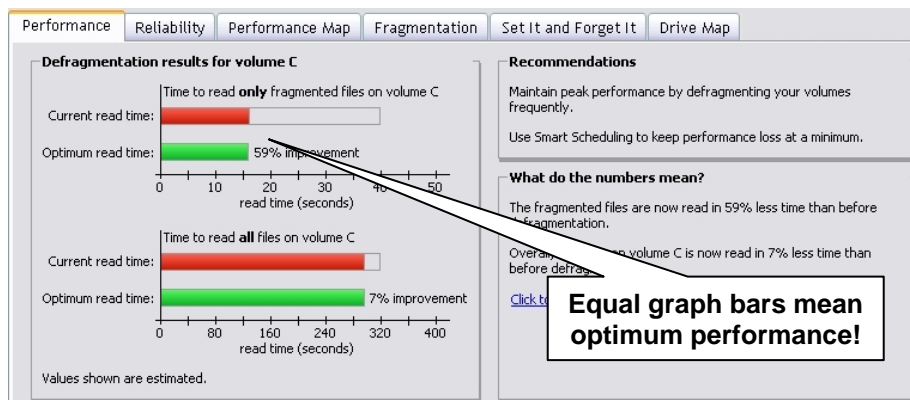 Performance
Reliability
Performance Map
Fragmentation
Set It and Forget It
Drive Map
Defragmentation results for volume C
Time to read only fragmented files on volume C
Current read time:
Optimum read time:
59% improvement
0 10 20 30 40 50
read time (seconds)
Time to read all files on volume C
Current read time:
Optimum read time:
7% improvement
0 80 160 240 320 400
read time (seconds)
Values shown are estimated.
Recommendations
Maintain peak performance by defragmenting your volumes
frequently.
Use Smart Scheduling to keep performance loss at a minimum.
What do the numbers mean?
The fragmented files are now read in 59% less time than before
defragmentation.
volume C is now read in 7% less time than
before
Click
Equal graph bars mean
optimum performance!